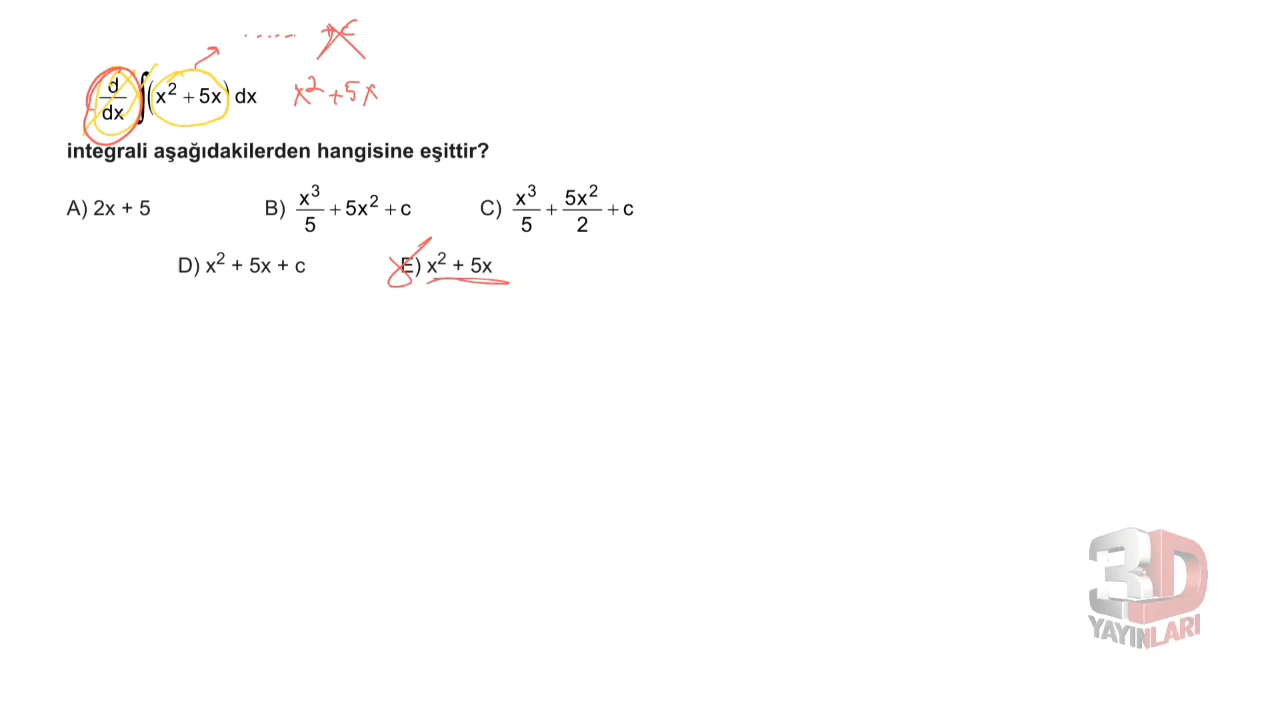 ..... + c
d/dx ∫(x² + 5x) dx x² + 5x
integrali aşağıdakilerden hangisine eşittir?
A) 2x + 5 B) x³/5 + 5x² + c C) x³/5 + 5x²/2 + c
D) x² + 5x + c E) x² + 5x
3D
YAYINLARI